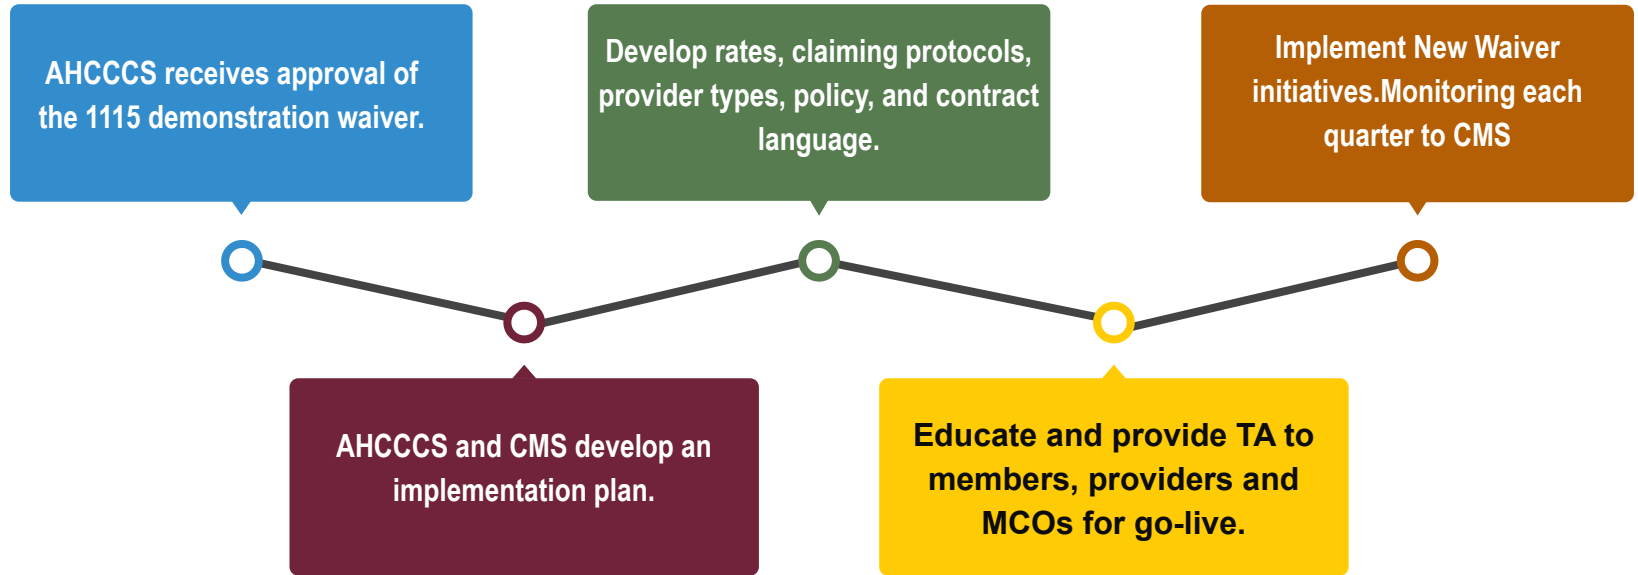 AHCCCS receives approval of
the 1115 demonstration waiver.
AHCCCS and CMS develop an
implementation plan.
Develop rates, claiming protocols,
provider types, policy, and contract
language.
Educate and provide TA to
members, providers and
MCOs for go-live.
Implement New Waiver
initiatives.Monitoring each
quarter to CMS